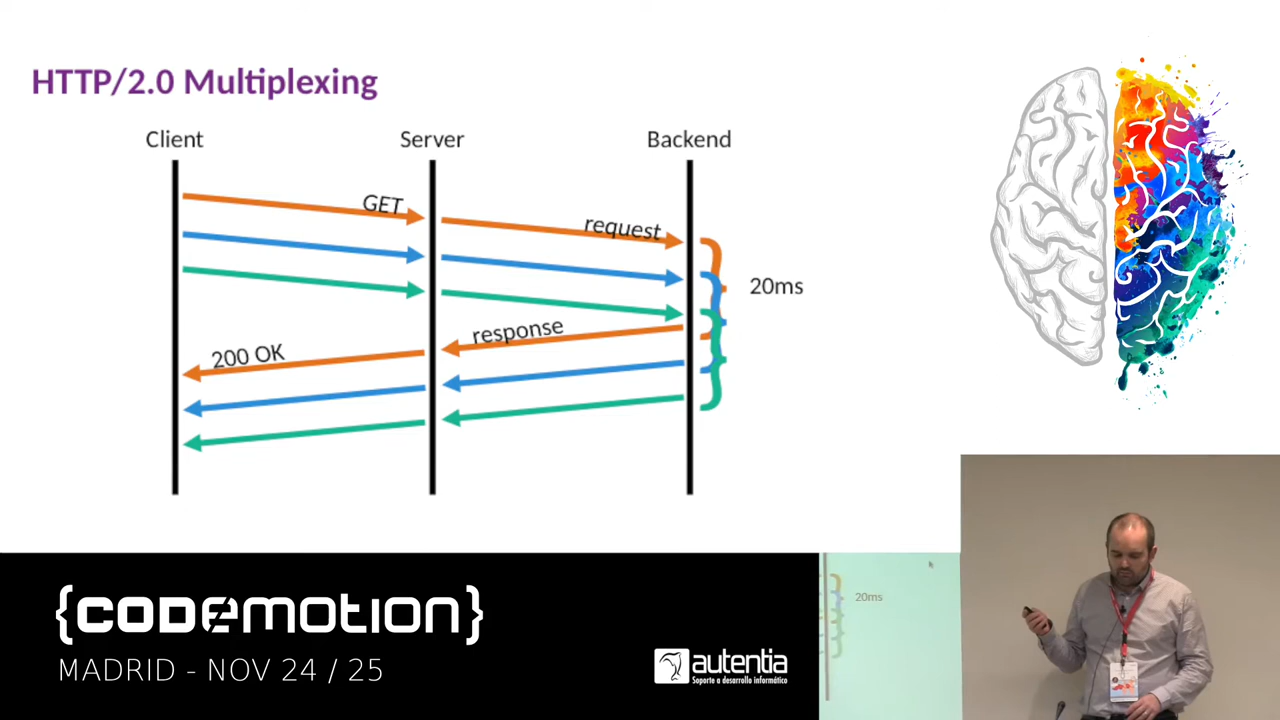 HTTP/2.0 Multiplexing
Client
Server
Backend
GET
request
20ms
response
200 OK
{CODEMOTION}
MADRID - NOV 24 / 25
autentia
Soporte a desarrollo informático
20ms